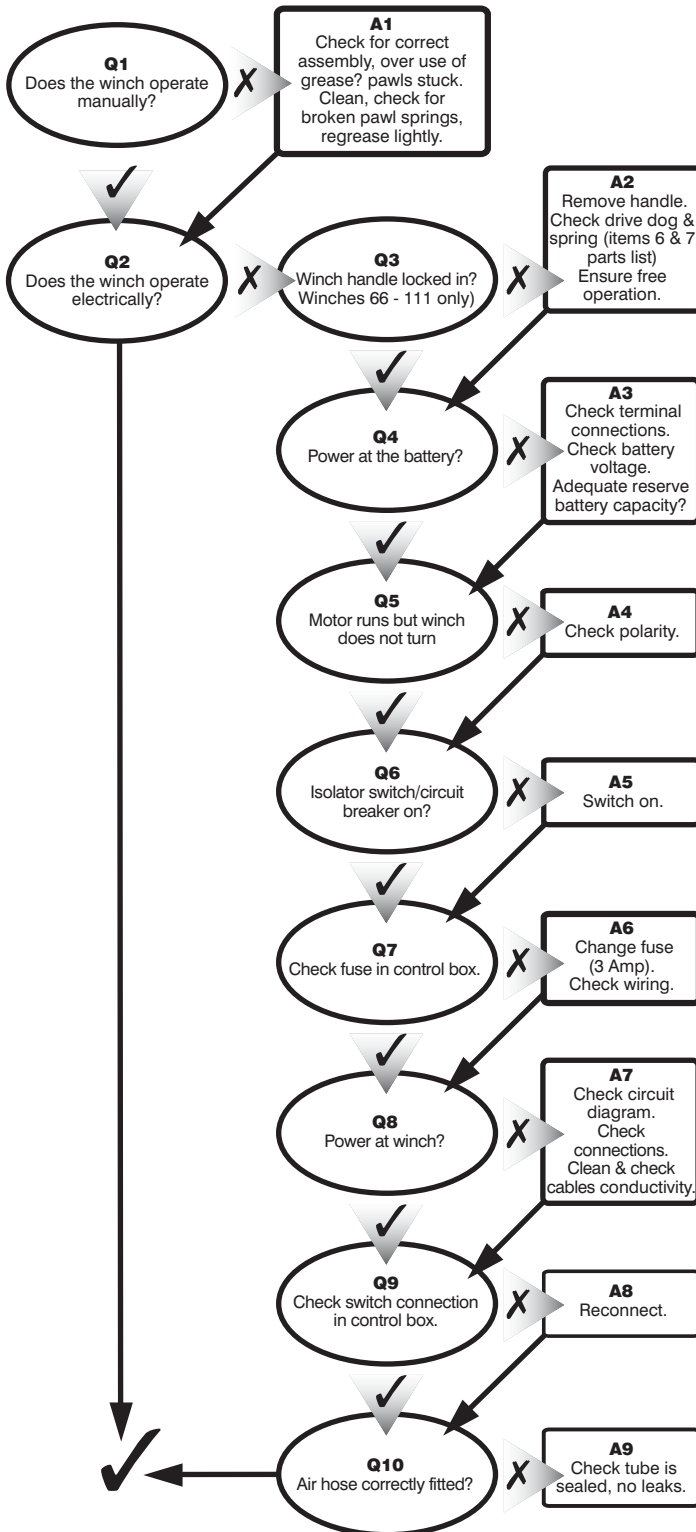 Q1
Does the winch operate
manually?
✗
A1
Check for correct
assembly, over use of
grease? pawls stuck.
Clean, check for
broken pawl springs,
regrease lightly.
✓
Q2
Does the winch operate
electrically?
✗
Q3
Winch handle locked in?
Winches 66 - 111 only)
✗
A2
Remove handle.
Check drive dog &
spring (items 6 & 7
parts list)
Ensure free
operation.
✓
Q4
Power at the battery?
✗
A3
Check terminal
connections.
Check battery
voltage.
Adequate reserve
battery capacity?
✓
Q5
Motor runs but winch
does not turn
✗
A4
Check polarity.
✓
Q6
Isolator switch/circuit
breaker on?
✗
A5
Switch on.
✓
Q7
Check fuse in control box.
✗
A6
Change fuse
(3 Amp).
Check wiring.
✓
Q8
Power at winch?
✗
A7
Check circuit
diagram.
Check
connections.
Clean & check
cables conductivity.
✓
Q9
Check switch connection
in control box.
✗
A8
Reconnect.
✓
Q10
Air hose correctly fitted?
✗
A9
Check tube is
sealed, no leaks.
✓